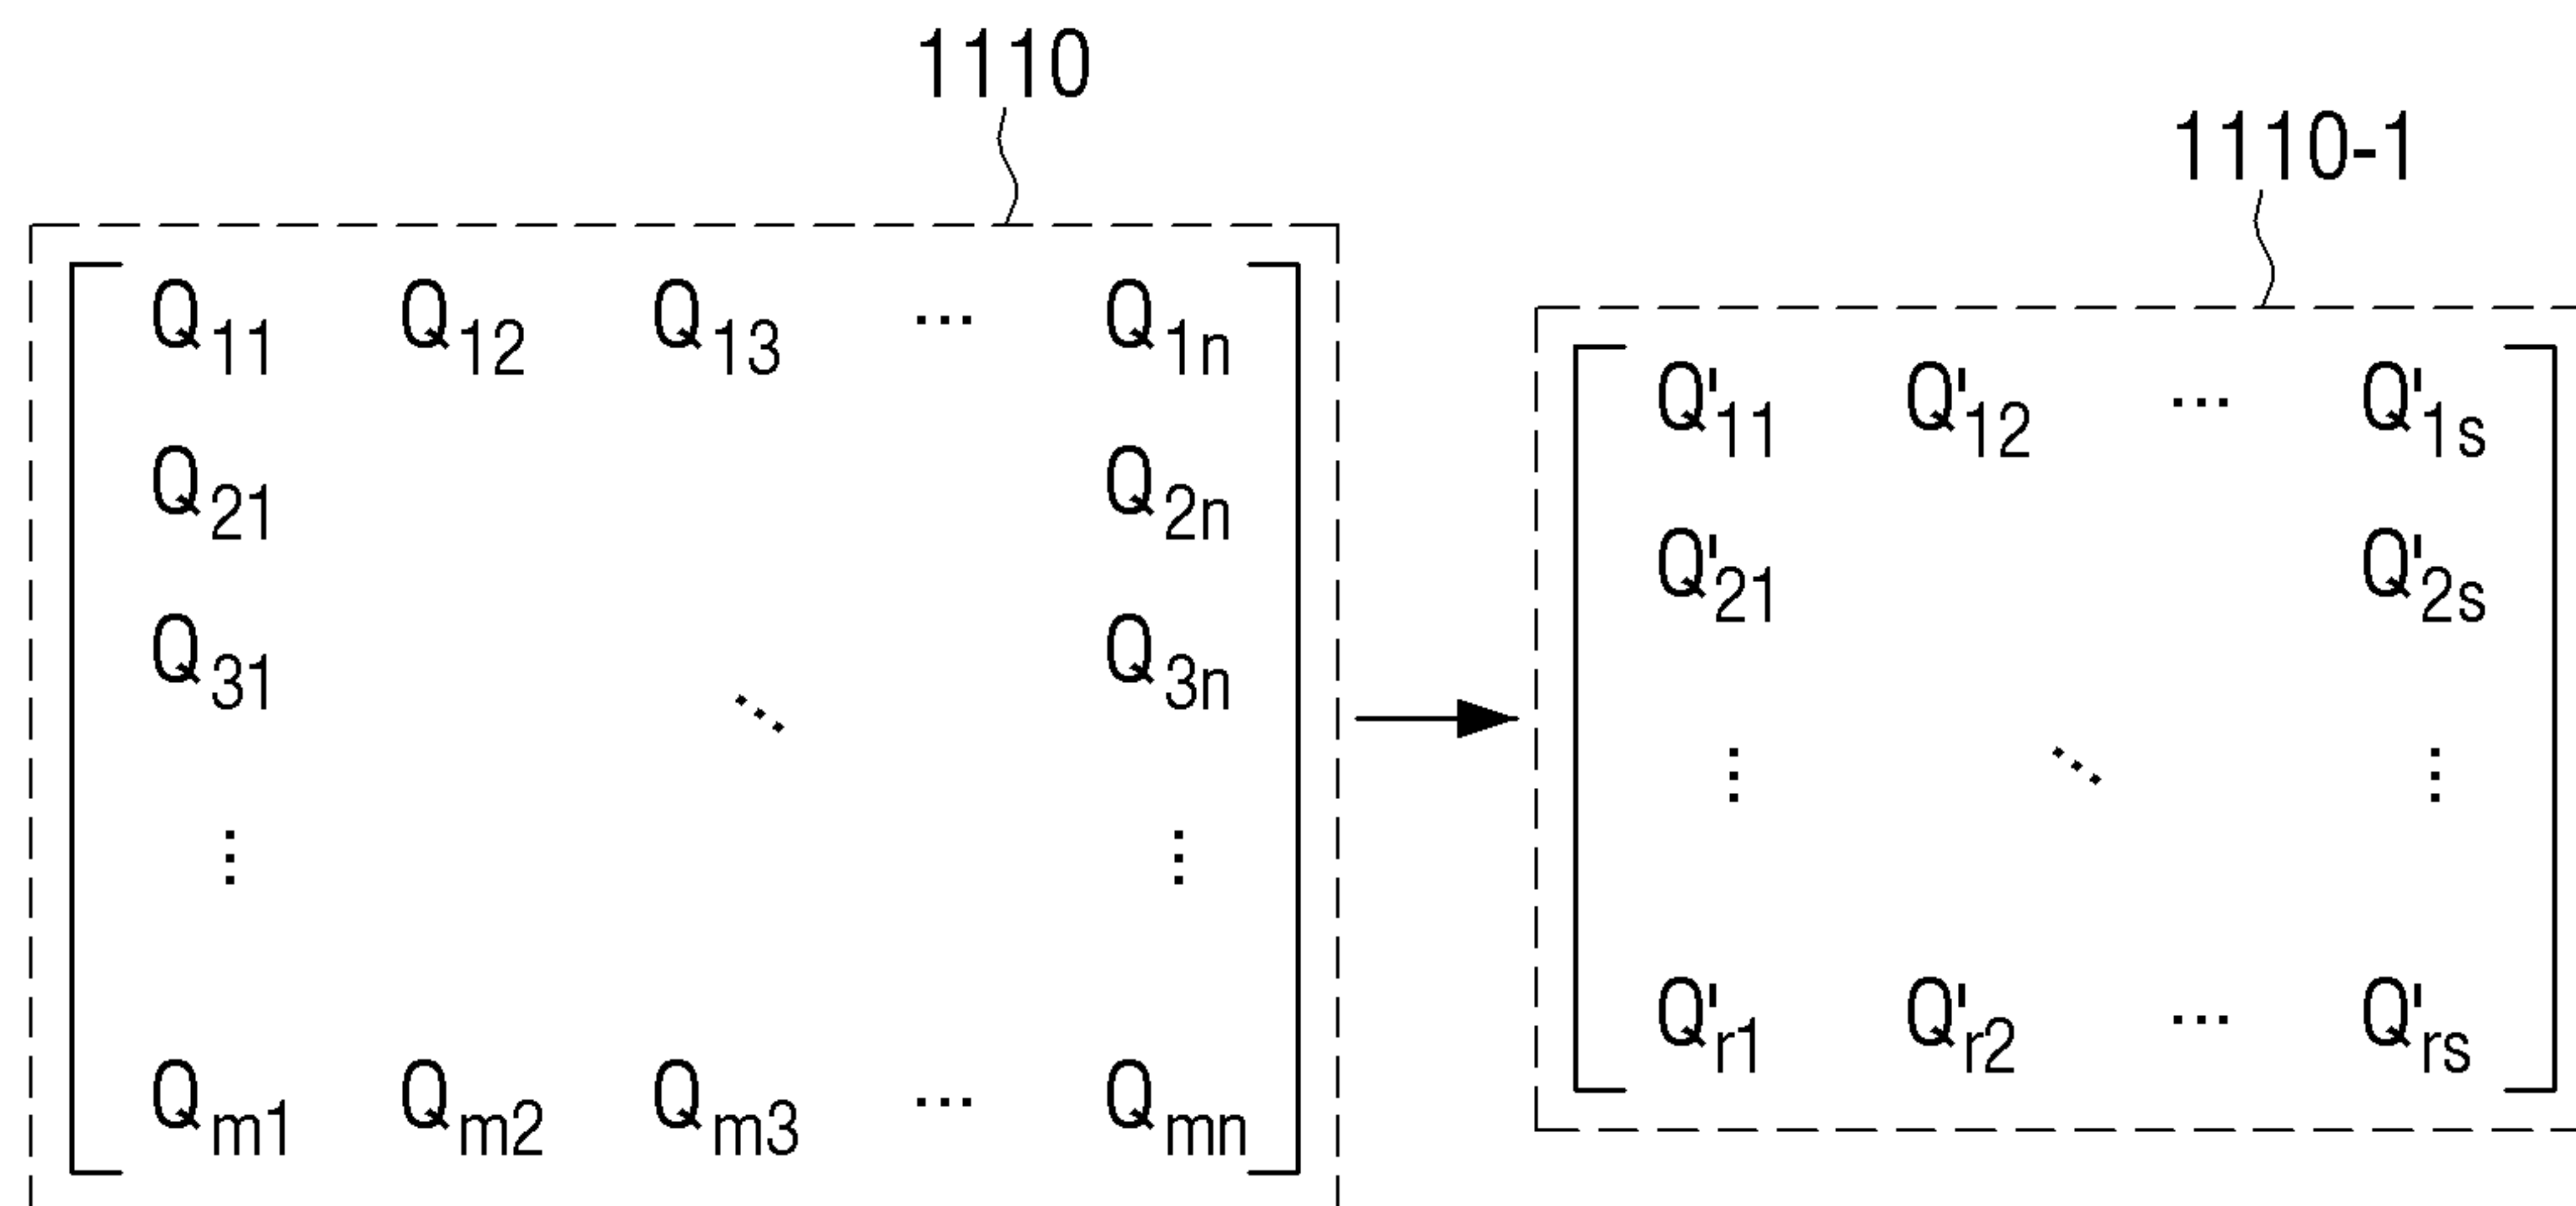 1110
1110-1
Q11 Q12 Q13 ... Q1n
Q21 Q2n
Q31 Q3n
⋱
⋮ ⋮
Qm1 Qm2 Qm3 ... Qmn
Q'11 Q'12 ... Q'1s
Q'21 Q'2s
⋮ ⋱ ⋮
Q'r1 Q'r2 ... Q'rs